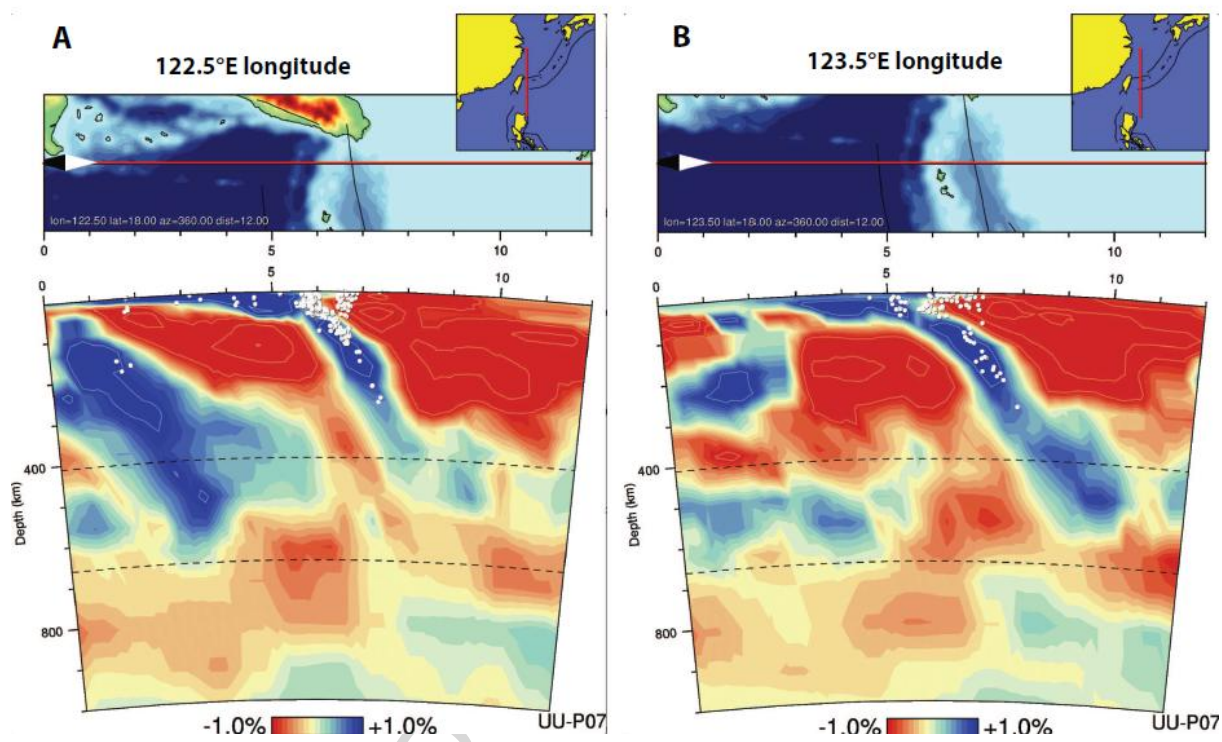 A
122.5°E longitude
lon=122.50 lat=18.00 az=360.00 dist=12.00
0
5
10
5
10
0
400
800
Depth (km)
-1.0%
+1.0%
UU-P07
B
123.5°E longitude
lon=123.50 lat=18.00 az=360.00 dist=12.00
0
5
10
5
10
0
400
800
Depth (km)
-1.0%
+1.0%
UU-P07